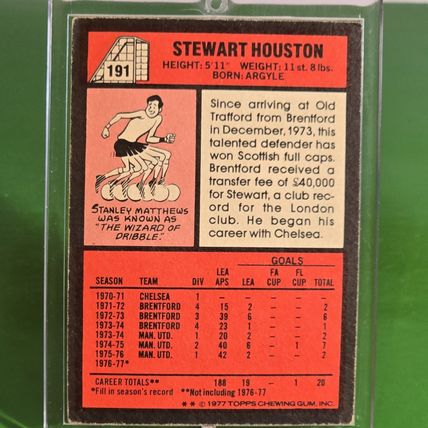 191
STEWART HOUSTON
HEIGHT: 5'11" WEIGHT: 11 st. 8 lbs.
BORN: ARGYLE
STANLEY MATTHEWS
WAS KNOWN AS
"THE WIZARD OF
DRIBBLE."
Since arriving at Old
Trafford from Brentford
in December, 1973, this
talented defender has
won Scottish full caps.
Brentford received a
transfer fee of £40,000
for Stewart, a club rec-
ord for the London
club. He began his
career with Chelsea.
GOALS
LEA FA FL
SEASON TEAM DIV APS LEA CUP CUP TOTAL
1970-71 CHELSEA 1 – – – – –
1971-72 BRENTFORD 4 15 2 – – 2
1972-73 BRENTFORD 3 39 6 – – 6
1973-74 BRENTFORD 4 23 1 – – 1
1973-74 MAN. UTD. 1 20 2 – – 2
1974-75 MAN. UTD. 2 40 6 – 1 7
1975-76 MAN. UTD. 1 42 2 – – 2
1976-77*
CAREER TOTALS** 188 19 – 1 20
*Fill in season's record **Not including 1976-77
** © 1977 TOPPS CHEWING GUM, INC.